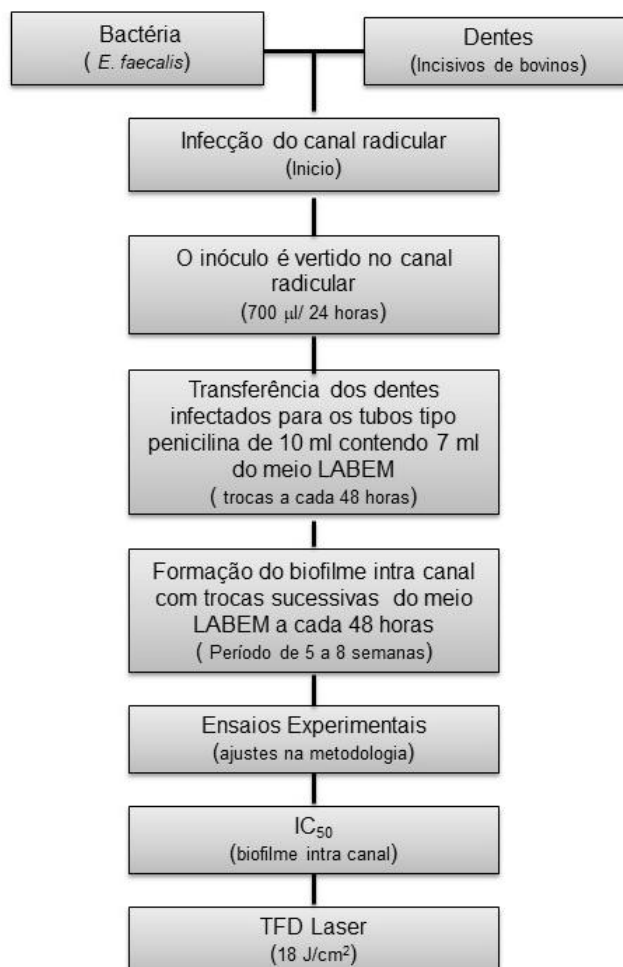 Bactéria
( E. faecalis)
Dentes
(Incisivos de bovinos)
Infecção do canal radicular
(Inicio)
O inóculo é vertido no canal
radicular
(700 µl/ 24 horas)
Transferência dos dentes
infectados para os tubos tipo
penicilina de 10 ml contendo 7 ml
do meio LABEM
( trocas a cada 48 horas)
Formação do biofilme intra canal
com trocas sucessivas do meio
LABEM a cada 48 horas
( Período de 5 a 8 semanas)
Ensaios Experimentais
(ajustes na metodologia)
IC₅₀
(biofilme intra canal)
TFD Laser
(18 J/cm²)